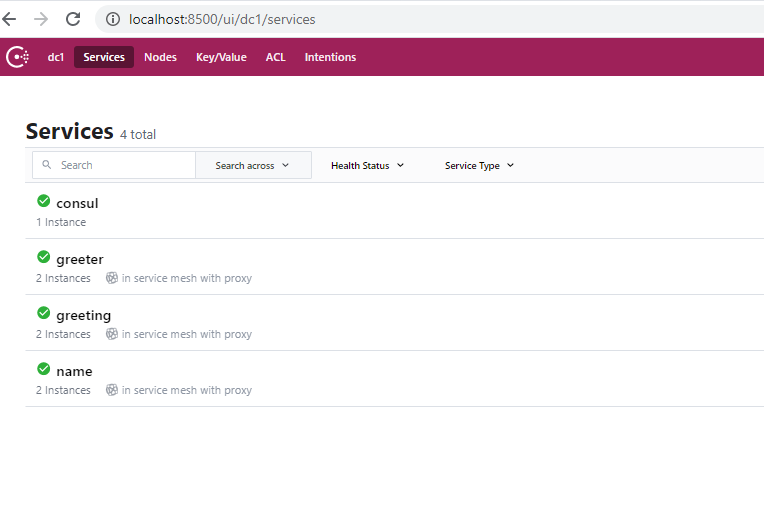 localhost:8500/ui/dc1/services
dc1 Services Nodes Key/Value ACL Intentions
Services 4 total
Search Search across Health Status Service Type
consul
1 Instance
greeter
2 Instances in service mesh with proxy
greeting
2 Instances in service mesh with proxy
name
2 Instances in service mesh with proxy